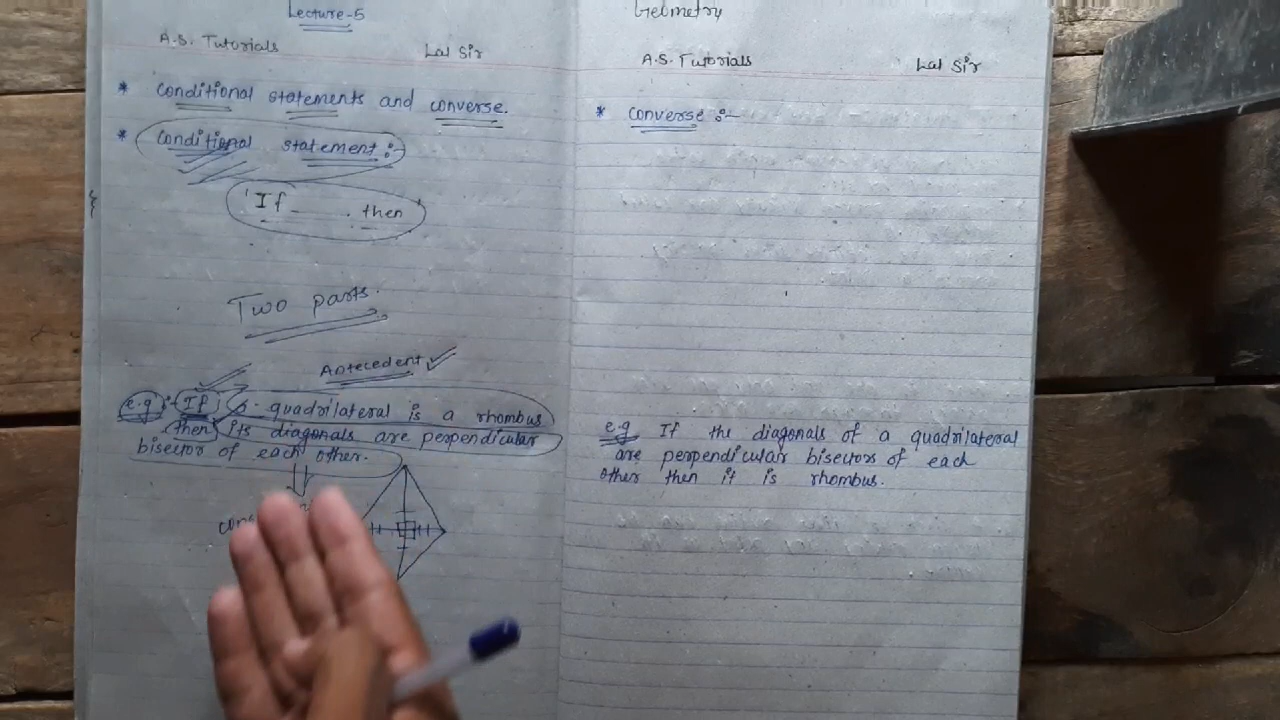 Lecture-5
A.S. Tutorials Lal Sir
* Conditional statements and converse.
* Conditional statement :-
'If ..... then'
Two parts.
Antecedent
e.g :- If a quadrilateral is a rhombus
then its diagonals are perpendicular
bisector of each other.
Geometry
A.S. Tutorials Lal Sir
* Converse :-
e.g If the diagonals of a quadrilateral
are perpendicular bisectors of each
other then it is rhombus.